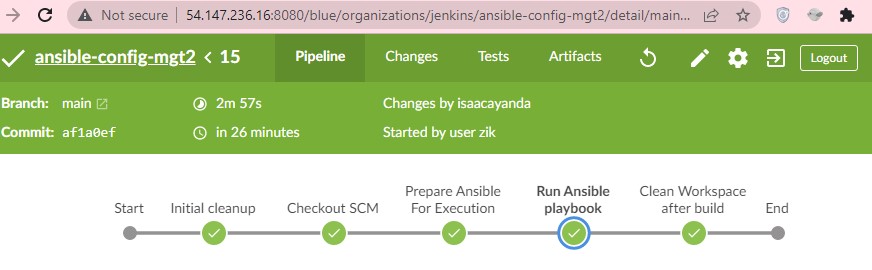 Not secure | 54.147.236.16:8080/blue/organizations/jenkins/ansible-config-mgt2/detail/main...
ansible-config-mgt2 < 15 Pipeline Changes Tests Artifacts Logout
Branch: main 2m 57s Changes by isaacayanda
Commit: af1a0ef in 26 minutes Started by user zik
Start Initial cleanup Checkout SCM Prepare Ansible For Execution Run Ansible playbook Clean Workspace after build End